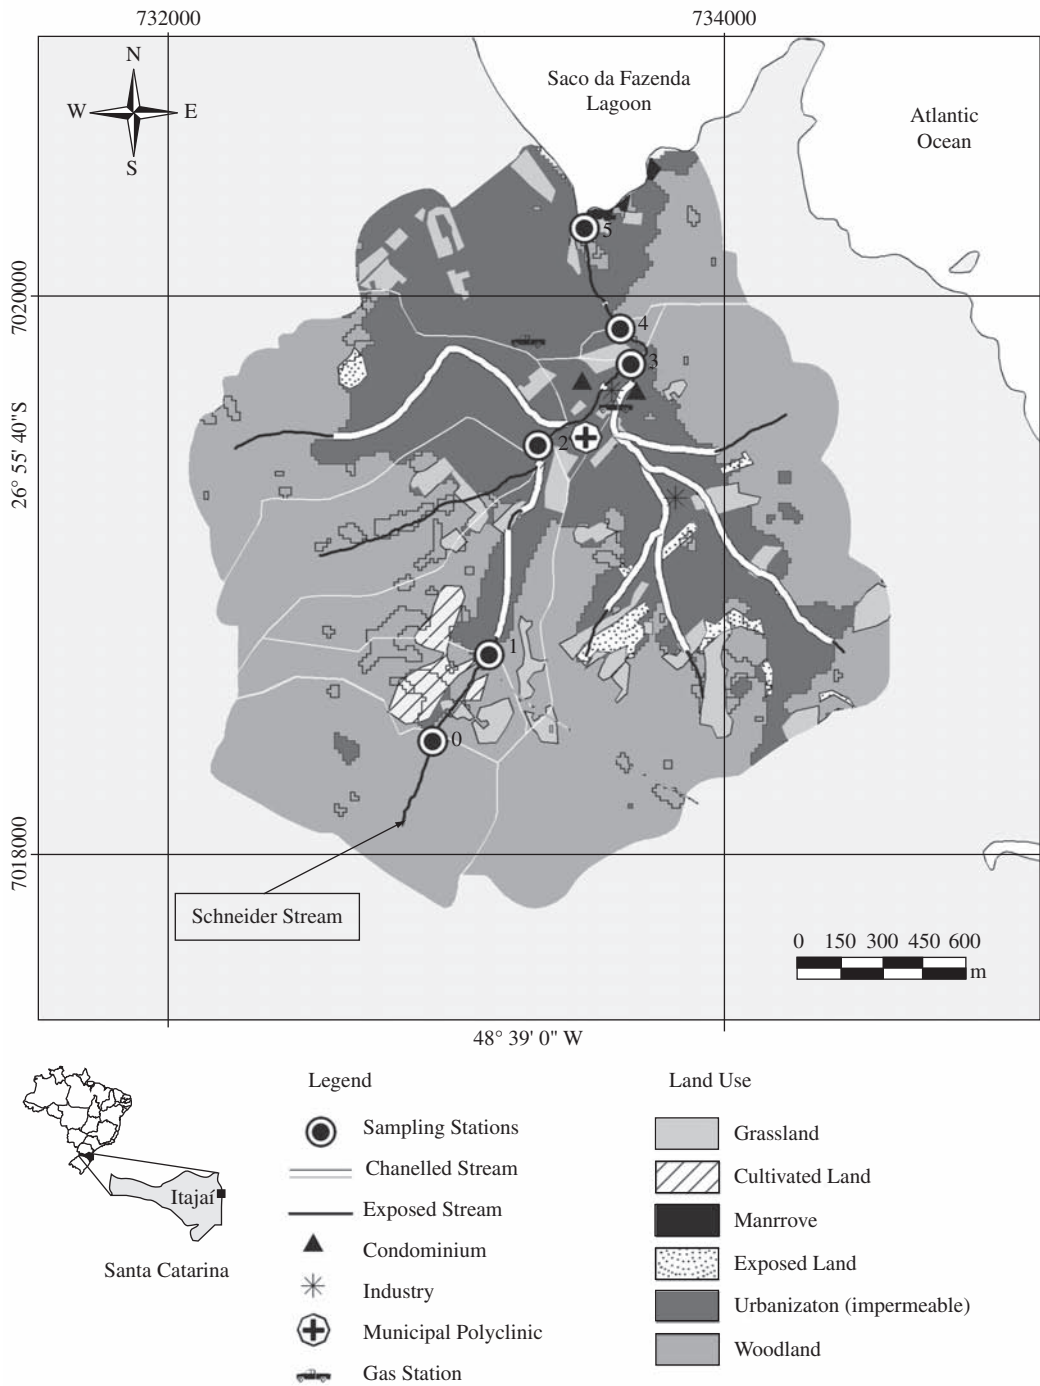 732000
734000
N
W
E
S
Saco da Fazenda
Lagoon
Atlantic
Ocean
5
7020000
4
3
26° 55' 40"S
2
1
0
7018000
Schneider Stream
0 150 300 450 600
m
48° 39' 0" W
Legend
Sampling Stations
Chanelled Stream
Exposed Stream
Condominium
Industry
Municipal Polyclinic
Gas Station
Land Use
Grassland
Cultivated Land
Manrrove
Exposed Land
Urbanizaton (impermeable)
Woodland
Itajaí
Santa Catarina